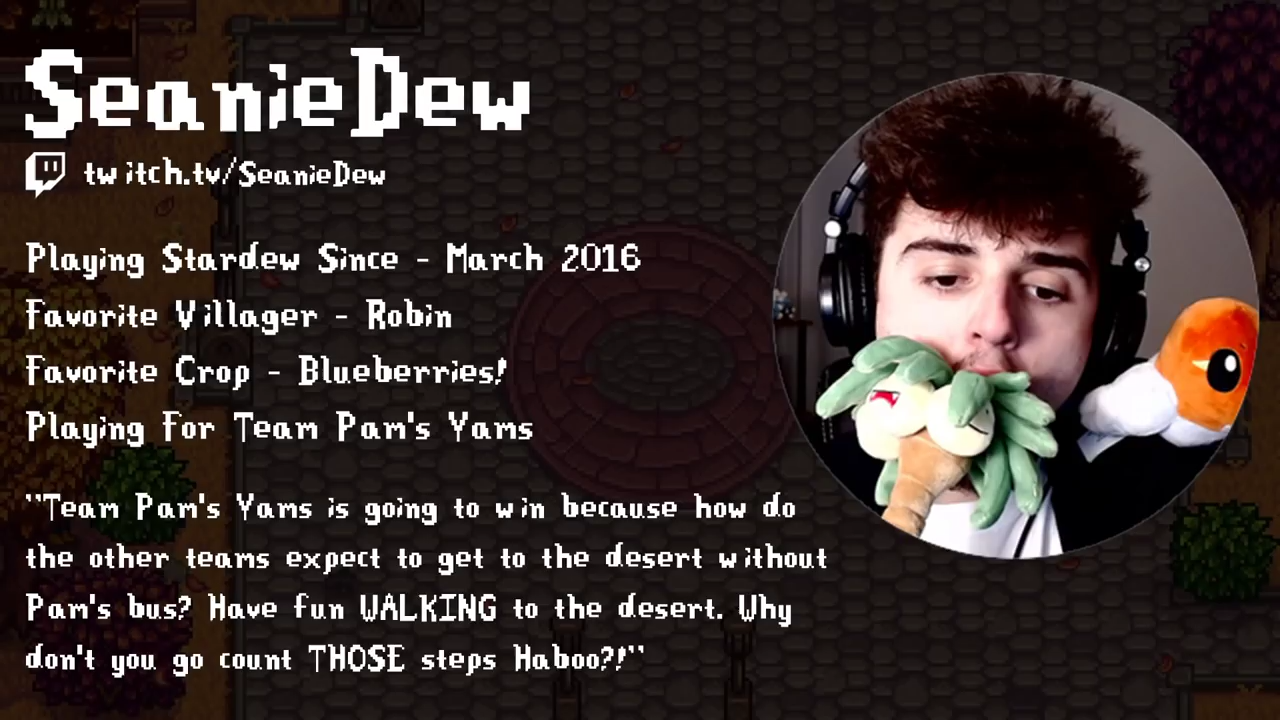 SeanieDew
twitch.tv/SeanieDew
Playing Stardew Since - March 2016
Favorite Villager - Robin
Favorite Crop - Blueberries!
Playing For Team Pam's Yams
"Team Pam's Yams is going to win because how do
the other teams expect to get to the desert without
Pam's bus? Have fun WALKING to the desert. Why
don't you go count THOSE steps Haboo?!"